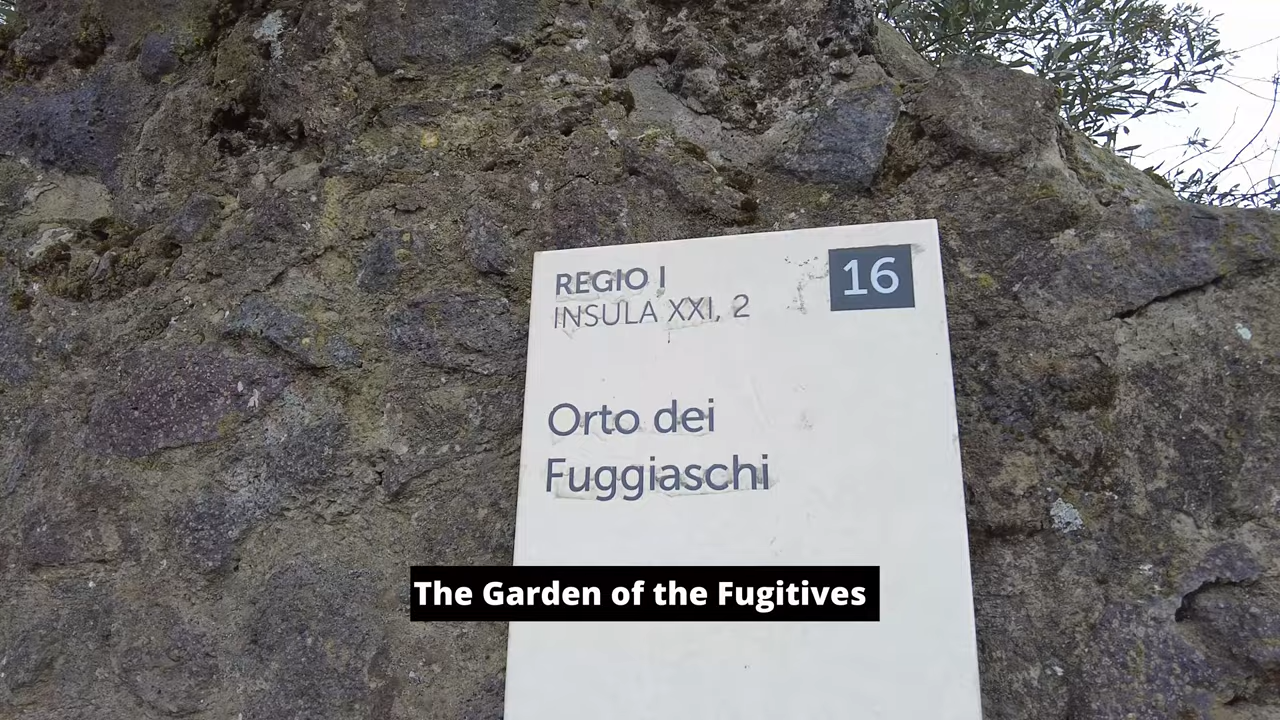 REGIO I
INSULA XXI, 2
16
Orto dei
Fuggiaschi
The Garden of the Fugitives